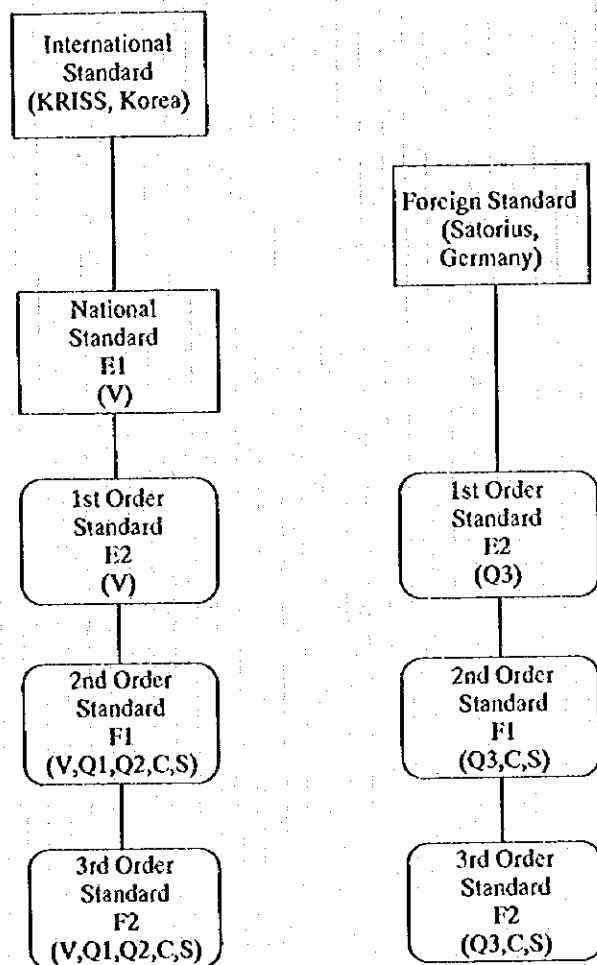 International
Standard
(KRISS, Korea)
National
Standard
E1
(V)
1st Order
Standard
E2
(V)
2nd Order
Standard
F1
(V,Q1,Q2,C,S)
3rd Order
Standard
F2
(V,Q1,Q2,C,S)
Foreign Standard
(Satorius,
Germany)
1st Order
Standard
E2
(Q3)
2nd Order
Standard
F1
(Q3,C,S)
3rd Order
Standard
F2
(Q3,C,S)